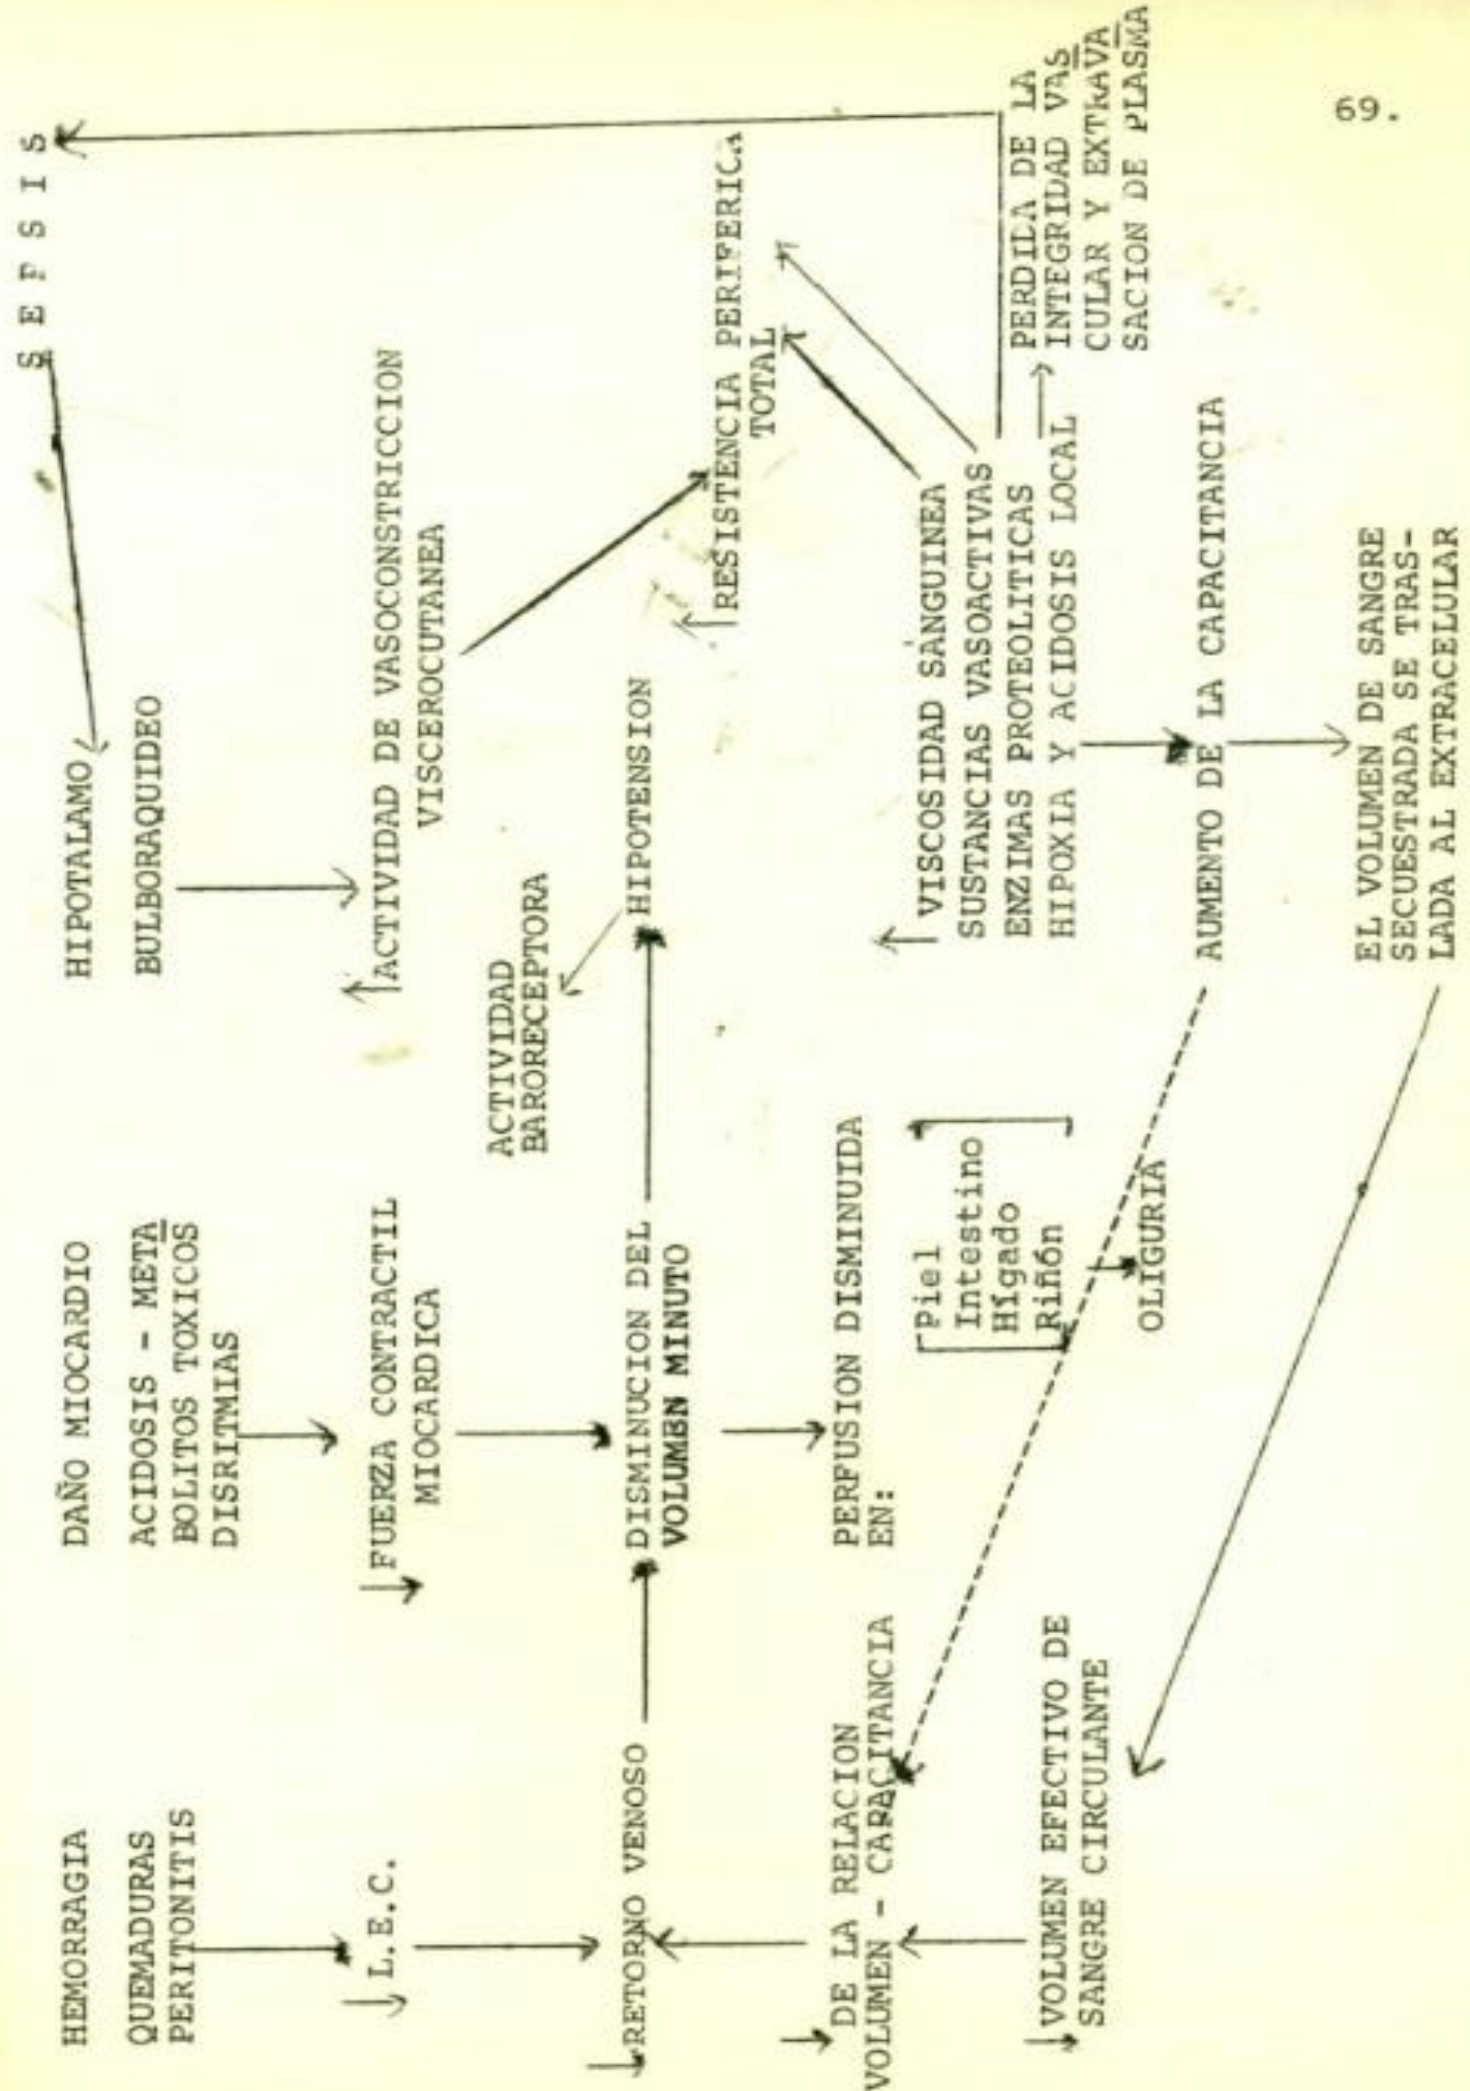 HEMORRAGIA
QUEMADURAS
PERITONITIS
↓ L.E.C.
↓ RETORNO VENOSO
↓ DE LA RELACION
VOLUMEN - CAPACITANCIA
↓ VOLUMEN EFECTIVO DE
SANGRE CIRCULANTE
DAÑO MIOCARDIO
ACIDOSIS - META
BOLITOS TOXICOS
DISRITMIAS
↓ FUERZA CONTRACTIL
MIOCARDICA
DISMINUCION DEL
VOLUMEN MINUTO
PERFUSION DISMINUIDA
EN:
Piel
Intestino
Hígado
Riñón
OLIGURIA
HIPOTALAMO
BULBORAQUIDEO
↑ ACTIVIDAD DE VASOCONSTRICCION
VISCEROCUTANEA
ACTIVIDAD
BARORECEPTORA
HIPOTENSION
↑ RESISTENCIA PERIFERICA
TOTAL
↑ VISCOSIDAD SANGUINEA
SUSTANCIAS VASOACTIVAS
ENZIMAS PROTEOLITICAS
HIPOXIA Y ACIDOSIS LOCAL
AUMENTO DE LA CAPACITANCIA
EL VOLUMEN DE SANGRE
SECUESTRADA SE TRAS-
LADA AL EXTRACELULAR
S E P S I S
PERDILA DE LA
INTEGRIDAD VAS
CULAR Y EXTRAVA
SACION DE PLASMA
69.